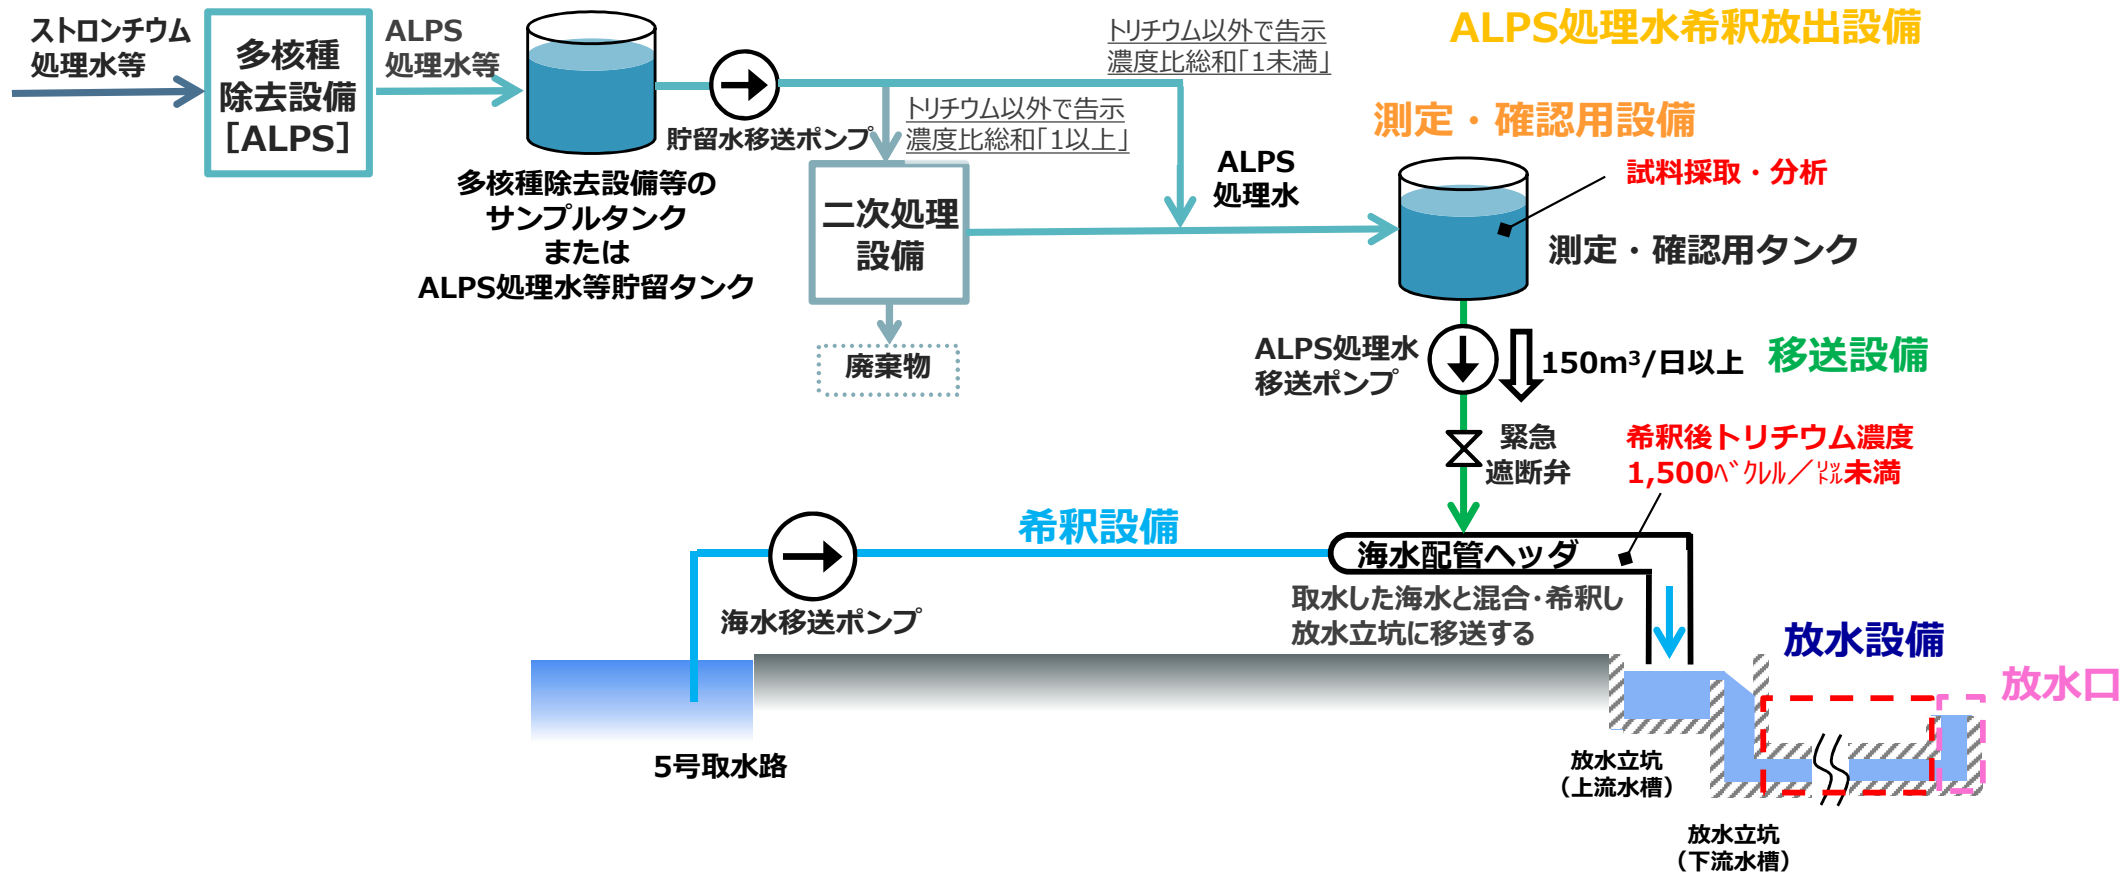 ALPS処理水希釈放出設備
ストロンチウム
処理水等
多核種
除去設備
［ALPS］
ALPS
処理水等
多核種除去設備等の
サンプルタンク
または
ALPS処理水等貯留タンク
貯留水移送ポンプ
トリチウム以外で告示
濃度比総和「1未満」
トリチウム以外で告示
濃度比総和「1以上」
二次処理
設備
廃棄物
ALPS
処理水
測定・確認用設備
試料採取・分析
測定・確認用タンク
ALPS処理水
移送ポンプ
150m³/日以上
移送設備
緊急
遮断弁
希釈後トリチウム濃度
1,500ﾍﾞｸﾚﾙ／㍑未満
希釈設備
海水移送ポンプ
海水配管ヘッダ
取水した海水と混合・希釈し
放水立坑に移送する
放水設備
放水口
5号取水路
放水立坑
（上流水槽）
放水立坑
（下流水槽）